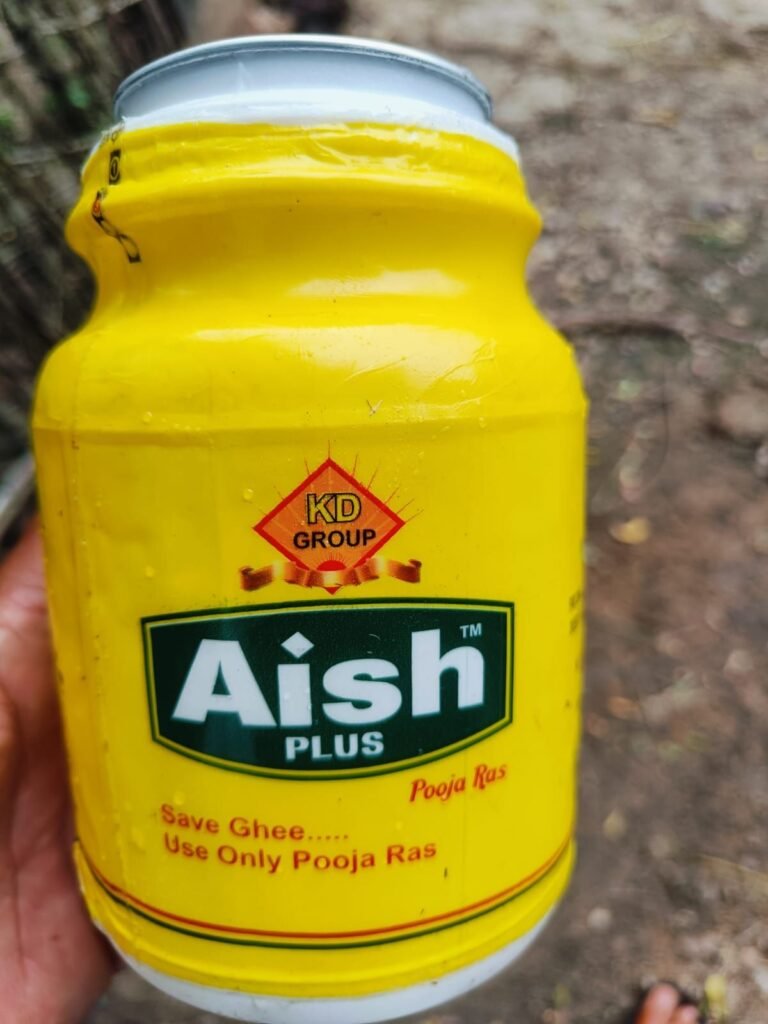 KD
GROUP
Aish™
PLUS
Pooja Ras
Save Ghee.....
Use Only Pooja Ras